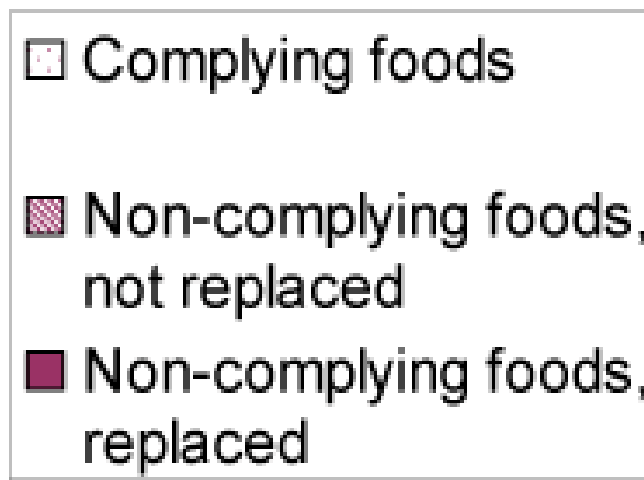 Complying foods
Non-complying foods,
not replaced
Non-complying foods,
replaced